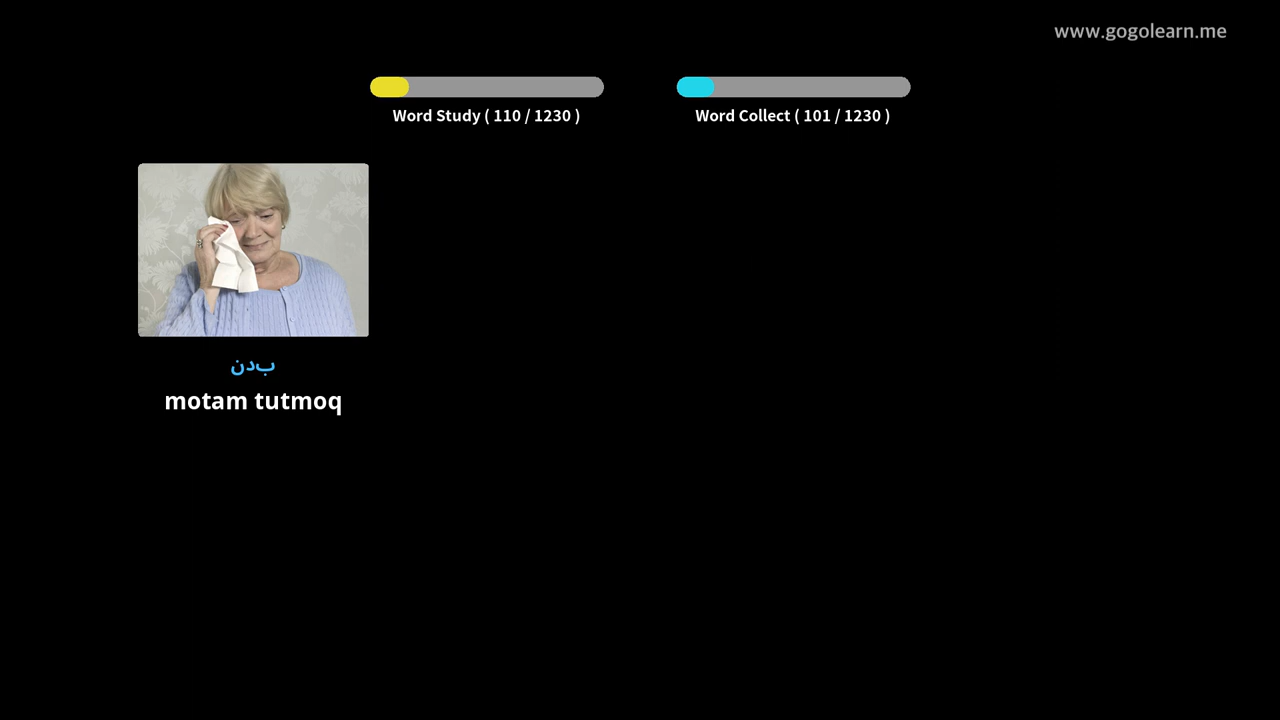 www.gogolearn.me
Word Study ( 110 / 1230 )
Word Collect ( 101 / 1230 )
بدن
motam tutmoq